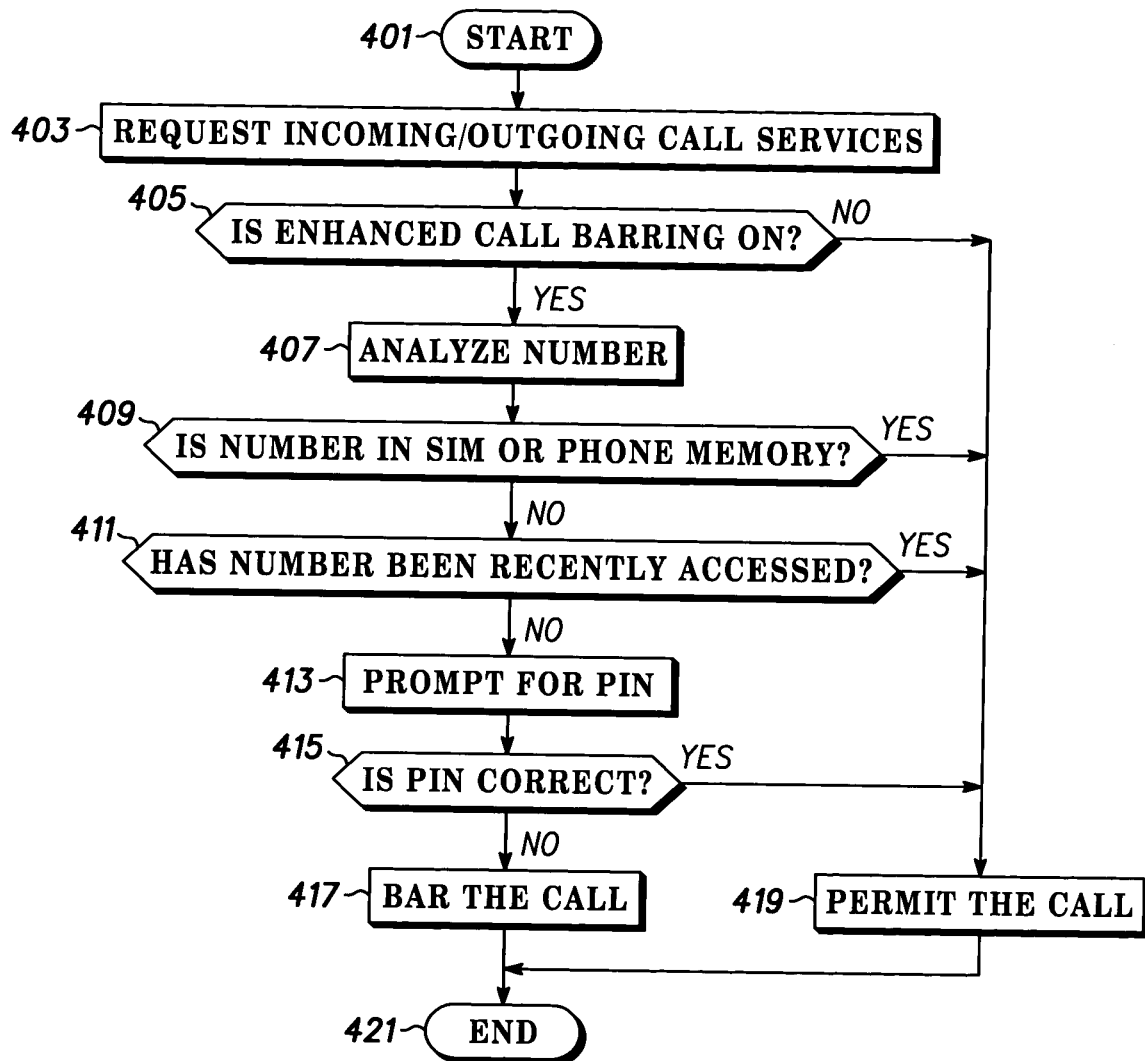 401 START
403 REQUEST INCOMING/OUTGOING CALL SERVICES
405 IS ENHANCED CALL BARRING ON? NO
YES
407 ANALYZE NUMBER
409 IS NUMBER IN SIM OR PHONE MEMORY? YES
NO
411 HAS NUMBER BEEN RECENTLY ACCESSED? YES
NO
413 PROMPT FOR PIN
415 IS PIN CORRECT? YES
NO
417 BAR THE CALL 419 PERMIT THE CALL
421 END